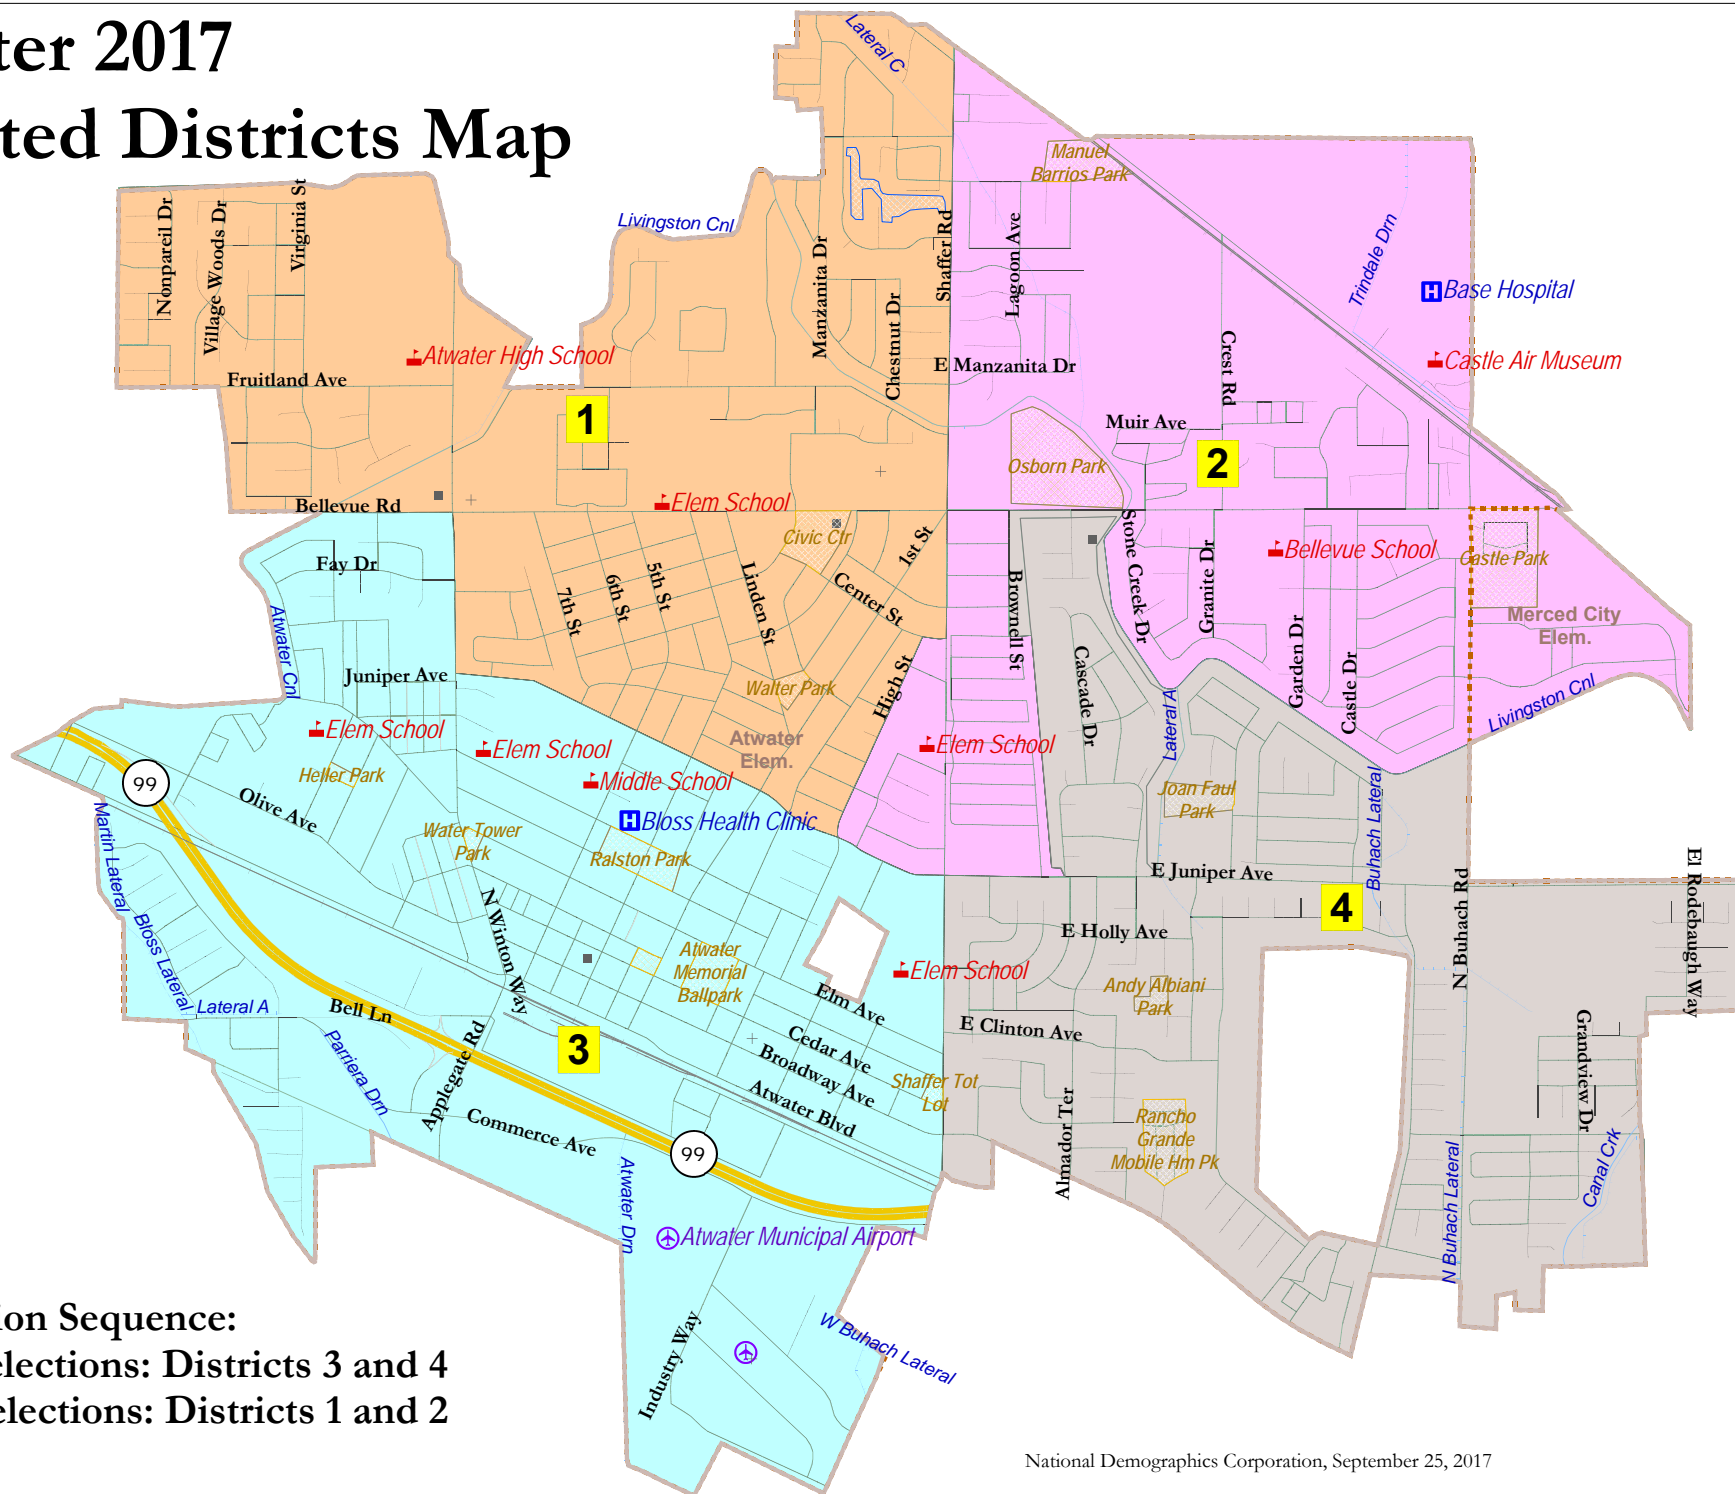 ter 2017
ted Districts Map
Lateral C
Manuel
Barrios Park
Nonpareil Dr
Village Woods Dr
Virginia St
Livingston Cnl
Manzanita Dr
Chestnut Dr
Shaffer Rd
Lagoon Ave
Trindale Drn
Base Hospital
Castle Air Museum
Crest Rd
E Manzanita Dr
Atwater High School
Fruitland Ave
1
Muir Ave
2
Osborn Park
Elem School
Bellevue Rd
Civic Ctr
1st St
Center St
Fay Dr
7th St
6th St
5th St
Linden St
Brownell St
Stone Creek Dr
Granite Dr
Bellevue School
Castle Park
Merced City
Elem.
Garden Dr
Castle Dr
Livingston Cnl
Atwater Cnl
Juniper Ave
Walter Park
High St
Cascade Dr
Lateral A
Elem School
Elem School
Middle School
Atwater
Elem.
Elem School
Heller Park
99
Olive Ave
Water Tower
Park
Bloss Health Clinic
Ralston Park
Joan Faul
Park
Buhach Lateral
E Juniper Ave
4
N Buhach Rd
El Rodebaugh Way
Martin Lateral
Bloss Lateral
Lateral A
N Winton Way
Atwater
Memorial
Ballpark
E Holly Ave
Elem School
Andy Albiani
Park
Elm Ave
E Clinton Ave
Bell Ln
Parriera Drn
Applegate Rd
3
Cedar Ave
Broadway Ave
Atwater Blvd
Shaffer Tot
Lot
Grandview Dr
Commerce Ave
99
Almador Ter
Rancho
Grande
Mobile Hm Pk
Canal Crk
N Buhach Lateral
Atwater Drn
Atwater Municipal Airport
Industry Way
W Buhach Lateral
ion Sequence:
elections: Districts 3 and 4
elections: Districts 1 and 2
National Demographics Corporation, September 25, 2017